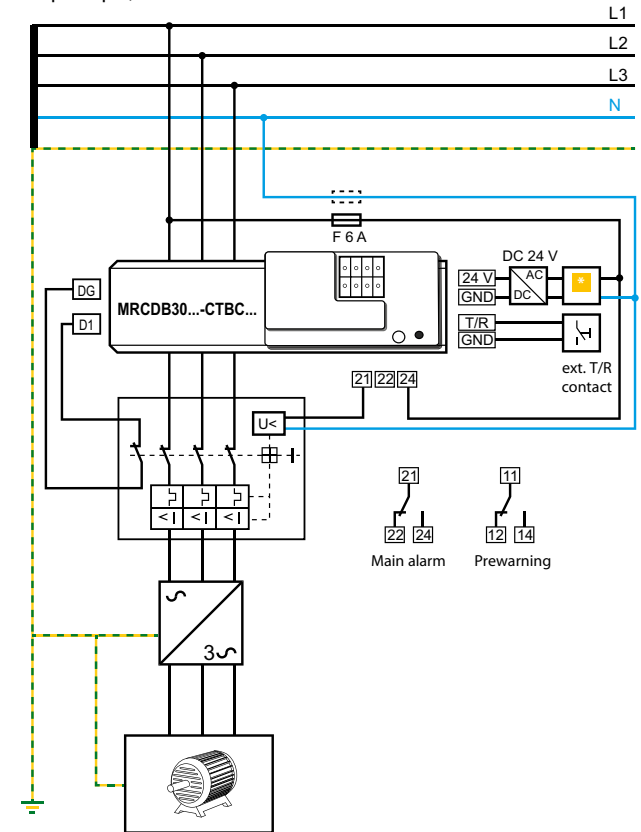 L1
L2
L3
N
F 6 A
DC 24 V
24 V
AC
GND
DC
*
DG
MRCDB30...-CTBC...
D1
T/R
GND
ext. T/R
contact
21 22 24
U<
I
< I < I < I
21
22 24
Main alarm
11
12 14
Prewarning
3